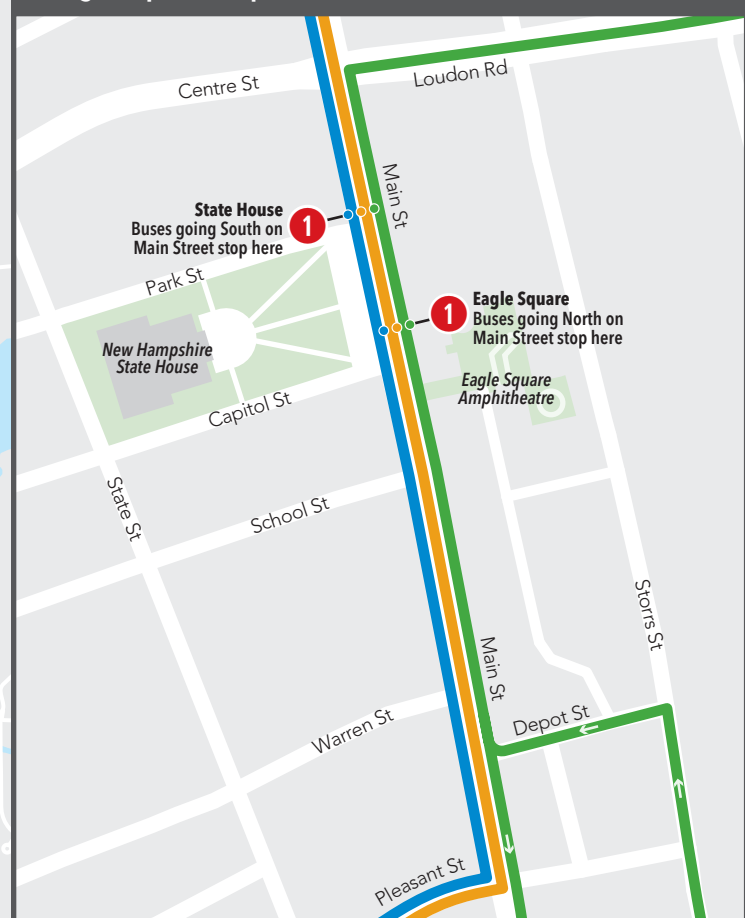 Centre St
Loudon Rd
Main St
State House
Buses going South on
Main Street stop here
1
Park St
1
Eagle Square
Buses going North on
Main Street stop here
New Hampshire
State House
Eagle Square
Amphitheatre
Capitol St
State St
School St
Storrs St
Main St
Depot St
Warren St
Pleasant St